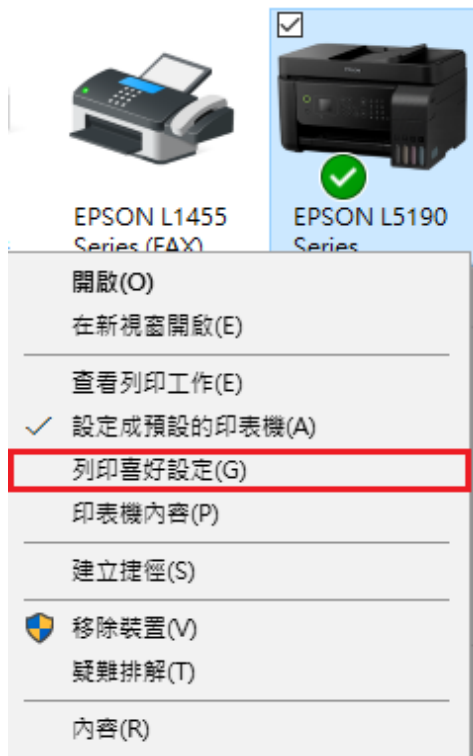 EPSON L1455
Series (FAX)
EPSON L5190
Series
開啟(O)
在新視窗開啟(E)
查看列印工作(E)
設定成預設的印表機(A)
列印喜好設定(G)
印表機內容(P)
建立捷徑(S)
移除裝置(V)
疑難排解(T)
內容(R)